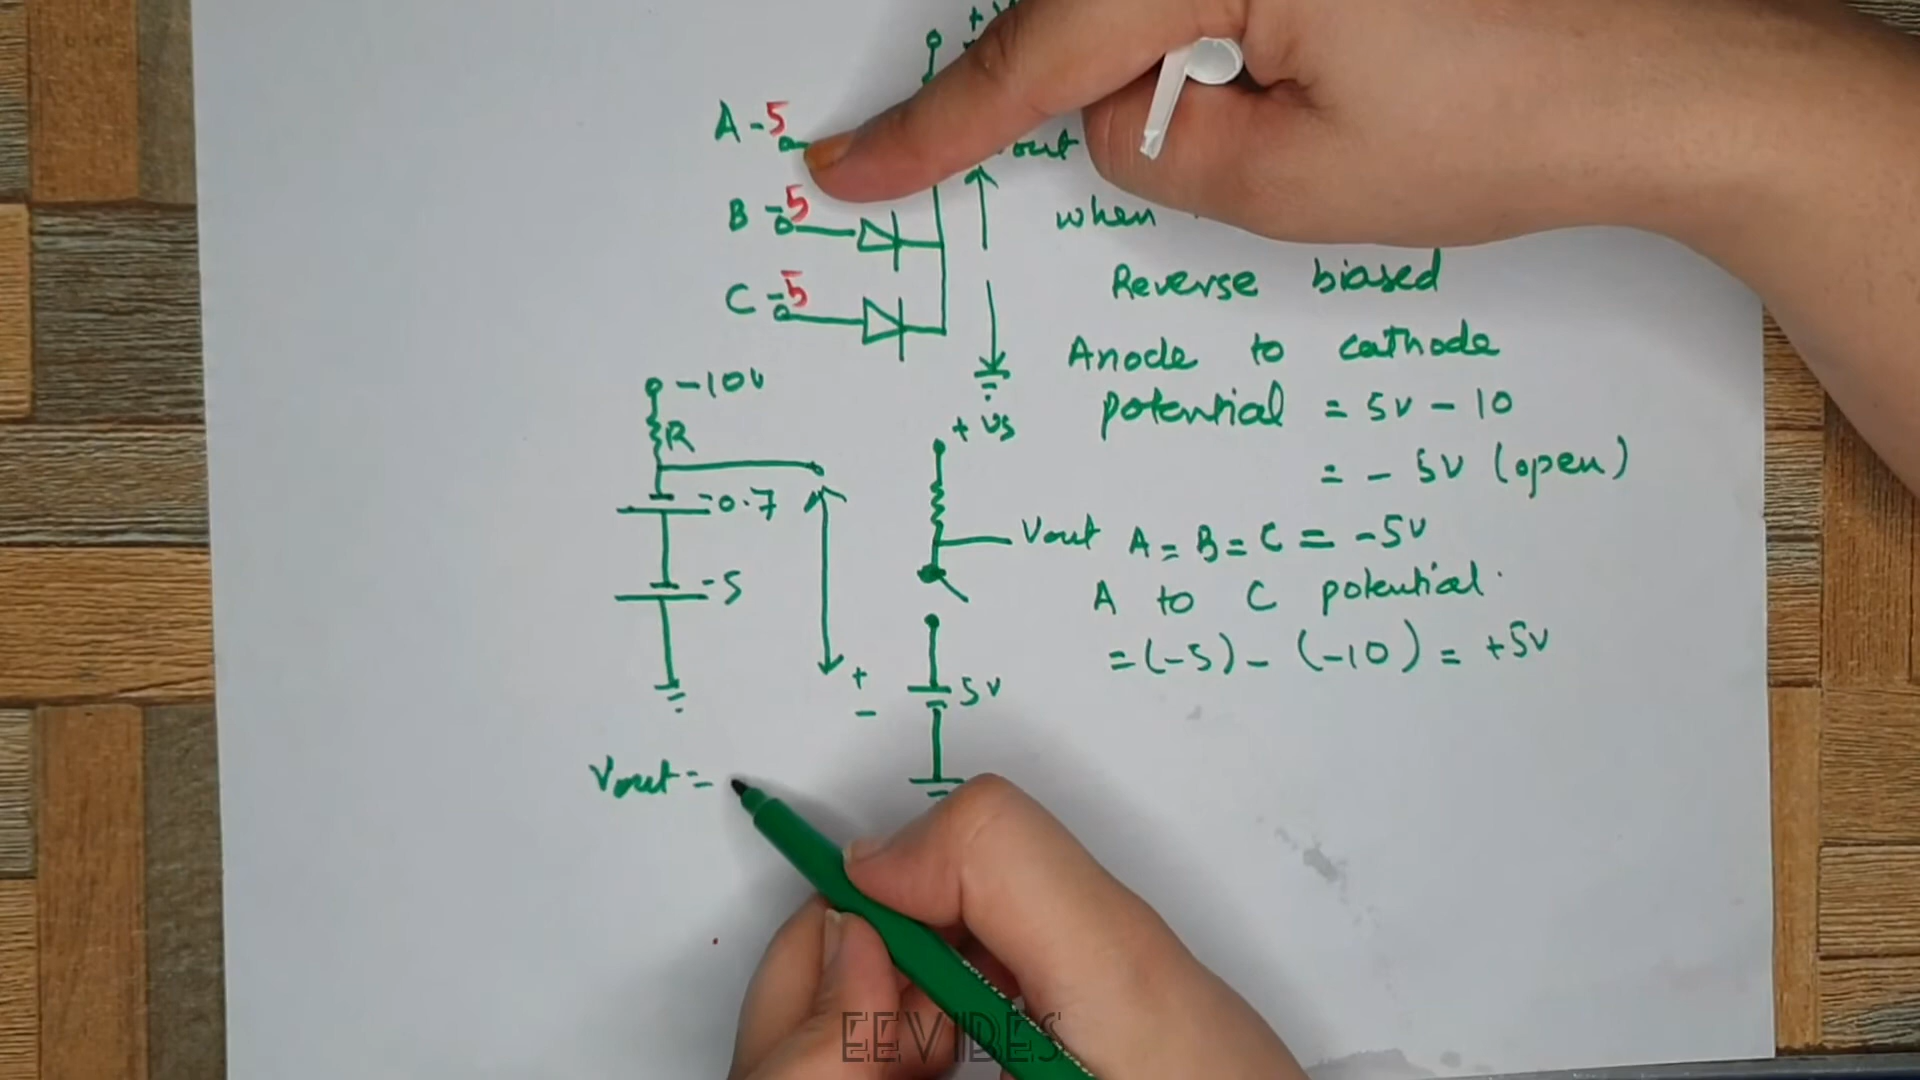 A -5
out
B -5
when
C -5
Reverse biased
Anode to cathode
potential = 5v - 10
= - 5v (open)
-10v
R
-0.7
-5
+
-
Vout =
+ Vs
Vout
5v
A = B = C = -5v
A to C potential.
= (-5) - (-10) = +5v
EEVIBES